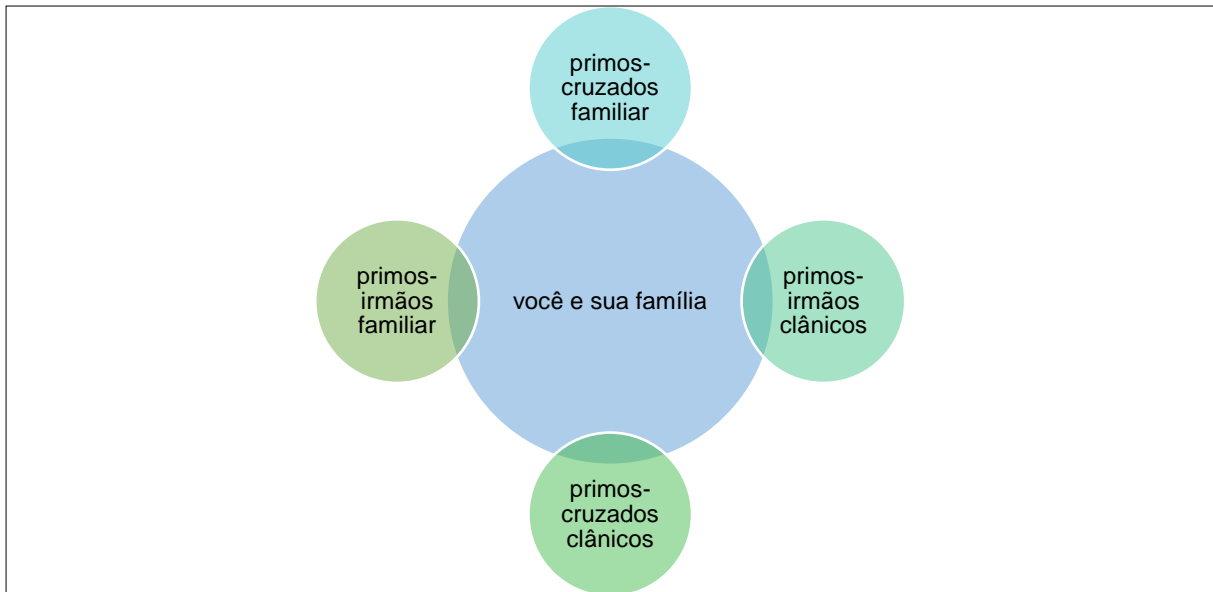 primos-
cruzados
familiar
primos-
irmãos
familiar
você e sua família
primos-
irmãos
clânicos
primos-
cruzados
clânicos